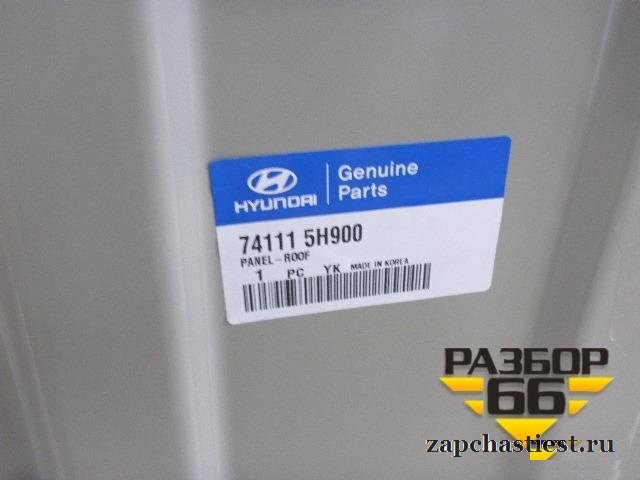 HYUNDAI
Genuine
Parts
74111 5H900
PANEL-ROOF
1 PC YK MADE IN KOREA
РАЗБОР
66
zapchastiest.ru